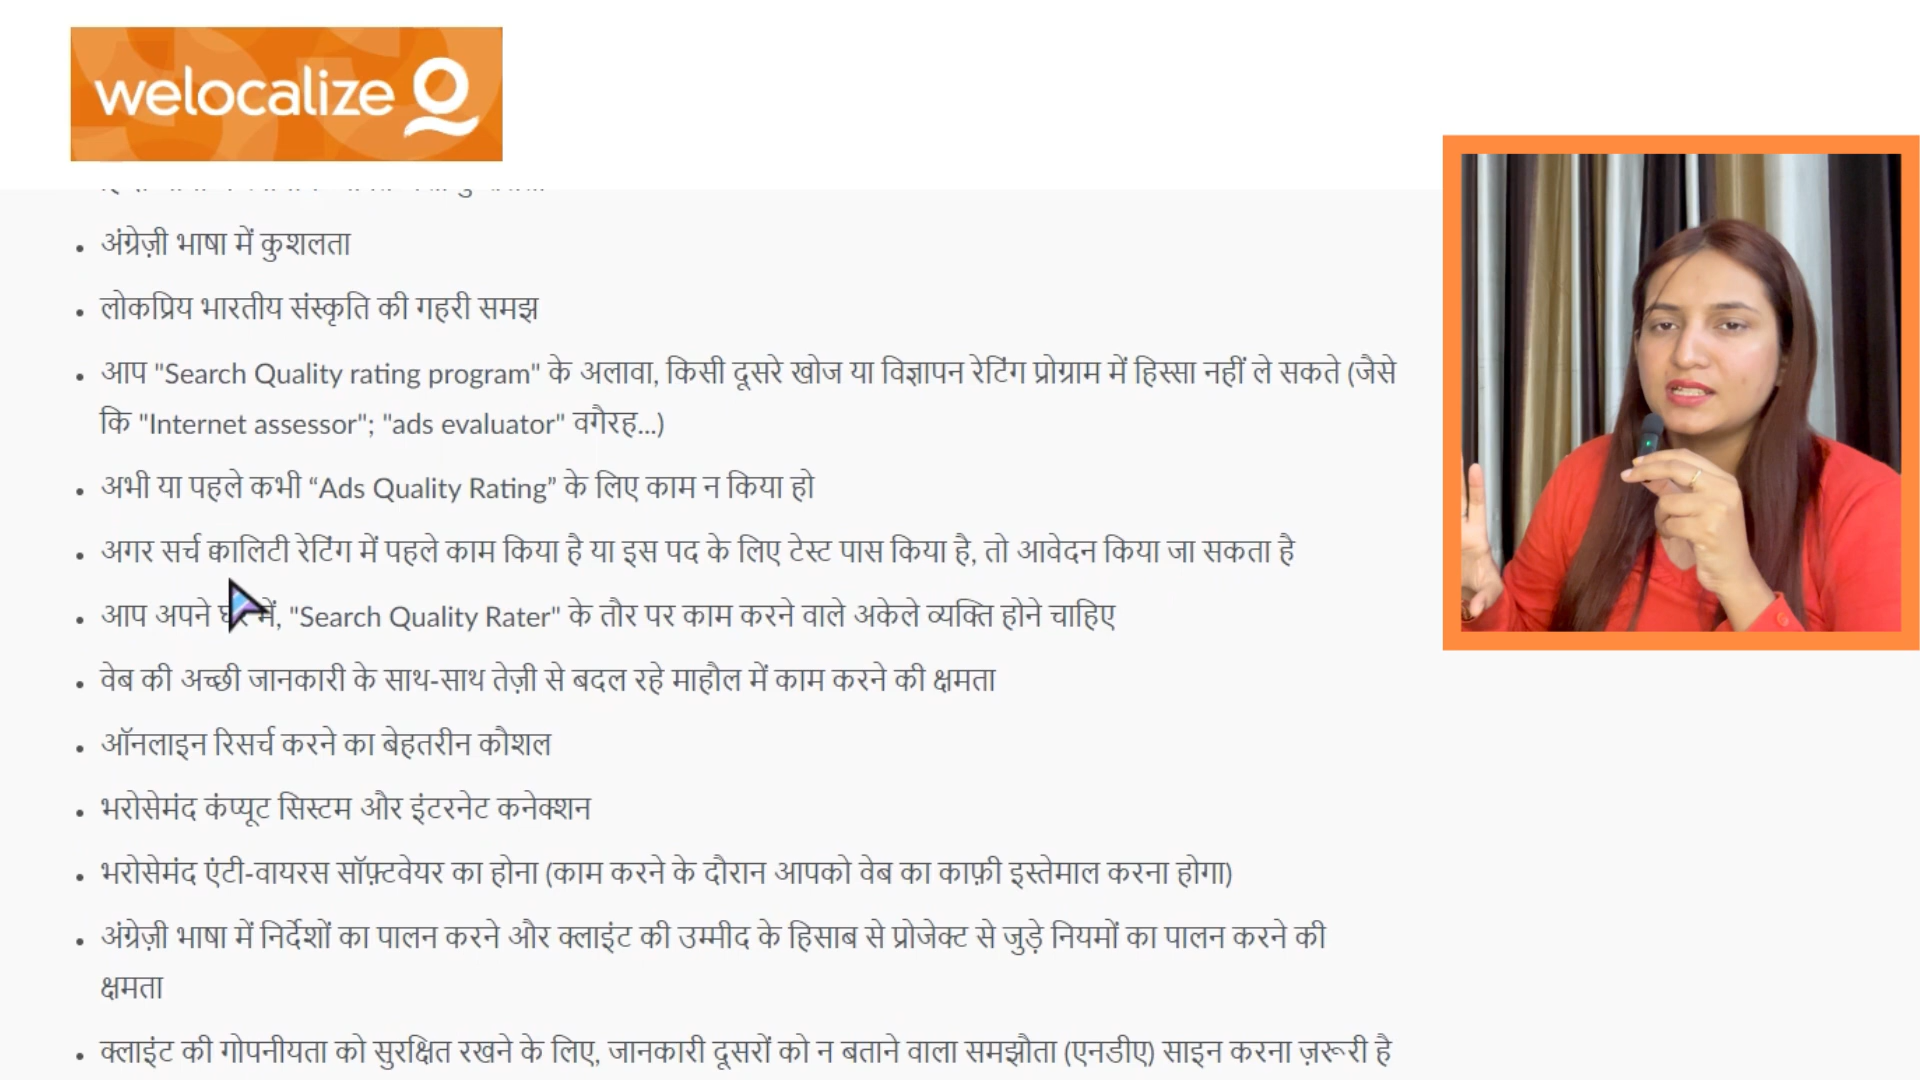 welocalize
अंग्रेज़ी भाषा में कुशलता
लोकप्रिय भारतीय संस्कृति की गहरी समझ
आप "Search Quality rating program" के अलावा, किसी दूसरे खोज या विज्ञापन रेटिंग प्रोग्राम में हिस्सा नहीं ले सकते (जैसे
कि "Internet assessor"; "ads evaluator" वगैरह...)
अभी या पहले कभी “Ads Quality Rating” के लिए काम न किया हो
अगर सर्च क्वालिटी रेटिंग में पहले काम किया है या इस पद के लिए टेस्ट पास किया है, तो आवेदन किया जा सकता है
आप अपने में, "Search Quality Rater" के तौर पर काम करने वाले अकेले व्यक्ति होने चाहिए
वेब की अच्छी जानकारी के साथ-साथ तेज़ी से बदल रहे माहौल में काम करने की क्षमता
ऑनलाइन रिसर्च करने का बेहतरीन कौशल
भरोसेमंद कंप्यूट सिस्टम और इंटरनेट कनेक्शन
भरोसेमंद एंटी-वायरस सॉफ़्टवेयर का होना (काम करने के दौरान आपको वेब का काफ़ी इस्तेमाल करना होगा)
अंग्रेज़ी भाषा में निर्देशों का पालन करने और क्लाइंट की उम्मीद के हिसाब से प्रोजेक्ट से जुड़े नियमों का पालन करने की
क्षमता
क्लाइंट की गोपनीयता को सुरक्षित रखने के लिए, जानकारी दूसरों को न बताने वाला समझौता (एनडीए) साइन करना ज़रूरी है